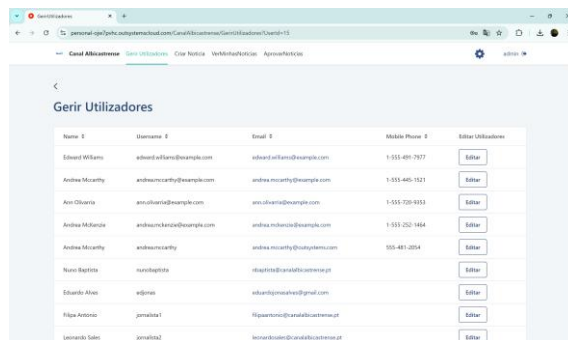 GerirUtilizadores
personal-oje7pvhc.outsystemscloud.com/CanalAlbicastrense/GerirUtilizadores?UserId=15
Canal Albicastrense Gerir Utilizadores Criar Notícia VerMinhasNotícias AprovarNotícias admin
Gerir Utilizadores
Name Username Email Mobile Phone Editar Utilizadores
Edward Williams edward.williams@example.com edward.williams@example.com 1-555-491-7977 Editar
Andrea Mccarthy andrea.mccarthy@example.com andrea.mccarthy@example.com 1-555-445-1521 Editar
Ann Olivarria ann.olivarria@example.com ann.olivarria@example.com 1-555-720-9353 Editar
Andrea McKenzie andrea.mckenzie@example.com andrea.mckenzie@example.com 1-555-252-1464 Editar
Andrea Mccarthy andrea.mccarthy andrea.mccarthy@outsystems.com 555-481-2054 Editar
Nuno Baptista nunobaptista nbaptista@canalalbicastrense.pt Editar
Eduardo Alves edjonas eduardojonasalves@gmail.com Editar
Filipa António jornalista1 filipaantonio@canalalbicastrense.pt Editar
Leonardo Sales jornalista2 leonardosales@canalalbicastrense.pt Editar